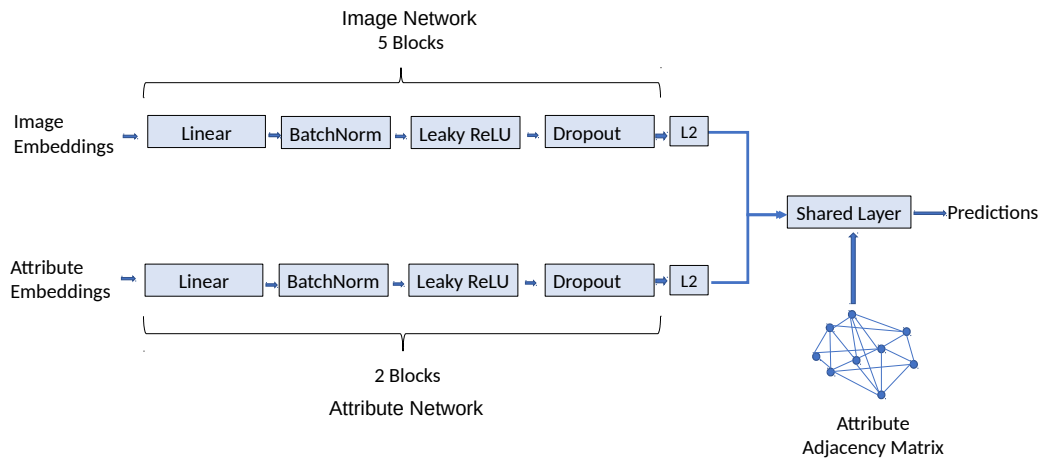 Image Network
5 Blocks
Image
Embeddings
Linear
BatchNorm
Leaky ReLU
Dropout
L2
Shared Layer
Predictions
Attribute
Embeddings
Linear
BatchNorm
Leaky ReLU
Dropout
L2
2 Blocks
Attribute Network
Attribute
Adjacency Matrix